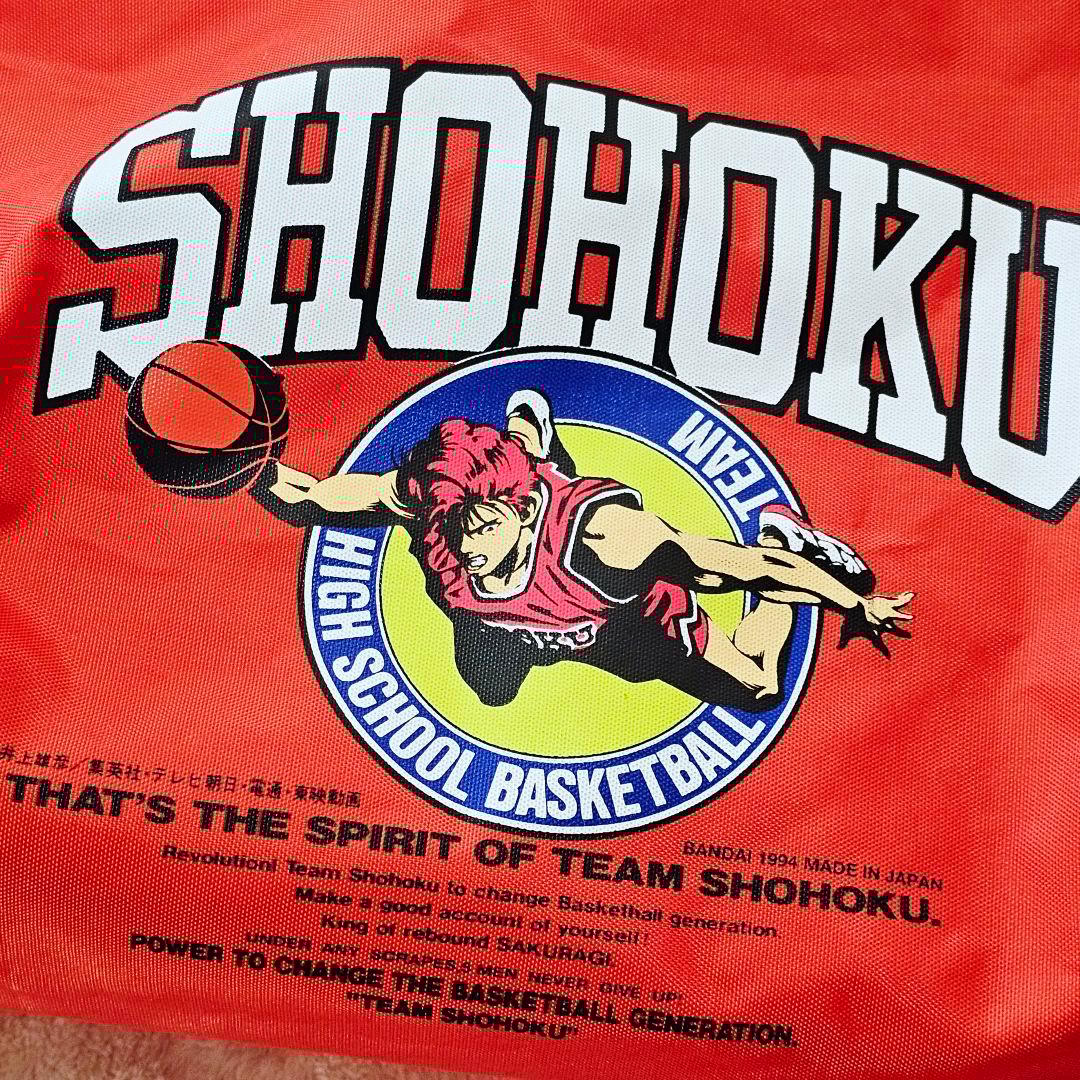 SHOHOKU
HIGH SCHOOL BASKETBALL TEAM
井上雄彦/集英社・テレビ朝日・電通・東映動画
BANDAI 1994 MADE IN JAPAN
THAT'S THE SPIRIT OF TEAM SHOHOKU.
Revolution! Team Shohoku to change Basketball generation.
Make a good account of yourself!
King of rebound SAKURAGI.
UNDER ANY SCRAPES,5 MEN NEVER GIVE UP!
POWER TO CHANGE THE BASKETBALL GENERATION.
"TEAM SHOHOKU"